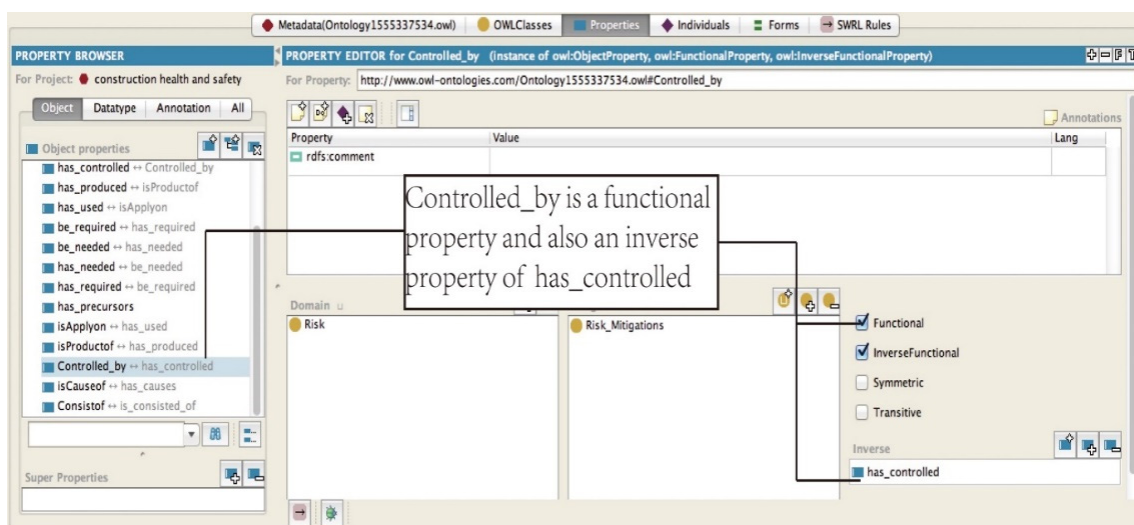 Metadata(Ontology1555337534.owl) OWLClasses Properties Individuals Forms SWRL Rules
PROPERTY BROWSER
For Project: construction health and safety
Object Datatype Annotation All
Object properties
has_controlled ↔ Controlled_by
has_produced ↔ isProductof
has_used ↔ isApplyon
be_required ↔ has_required
be_needed ↔ has_needed
has_needed ↔ be_needed
has_required ↔ be_required
has_precursors
isApplyon ↔ has_used
isProductof ↔ has_produced
Controlled_by ↔ has_controlled
isCauseof ↔ has_causes
Consistof ↔ is_consisted_of
Super Properties
PROPERTY EDITOR for Controlled_by (instance of owl:ObjectProperty, owl:FunctionalProperty, owl:InverseFunctionalProperty)
For Property: http://www.owl-ontologies.com/Ontology1555337534.owl#Controlled_by
Annotations
Property Value Lang
rdfs:comment
Controlled_by is a functional
property and also an inverse
property of has_controlled
Domain
Risk
Risk_Mitigations
Functional
InverseFunctional
Symmetric
Transitive
Inverse
has_controlled